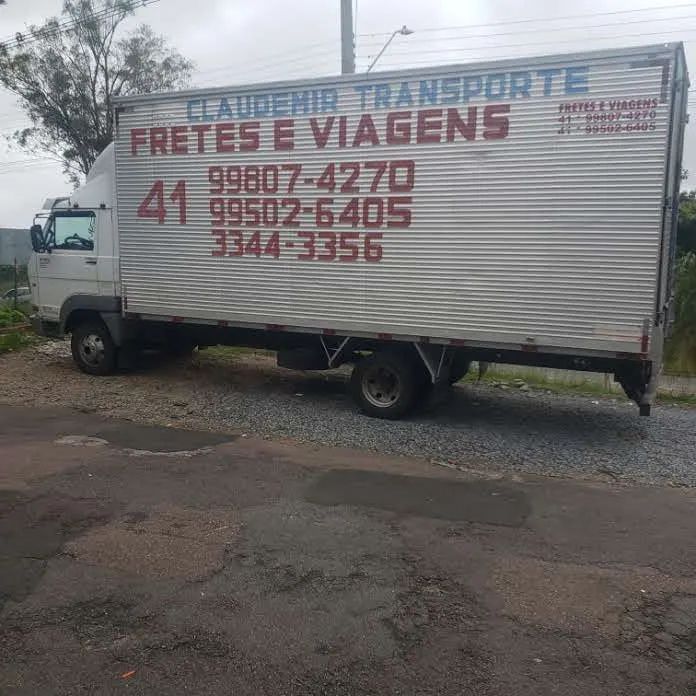 CLAUDEMIR TRANSPORTE
FRETES E VIAGENS
41 99807-4270
99502-6405
3344-3356
FRETES E VIAGENS
41 * 99807-4270
41 * 99502-6405